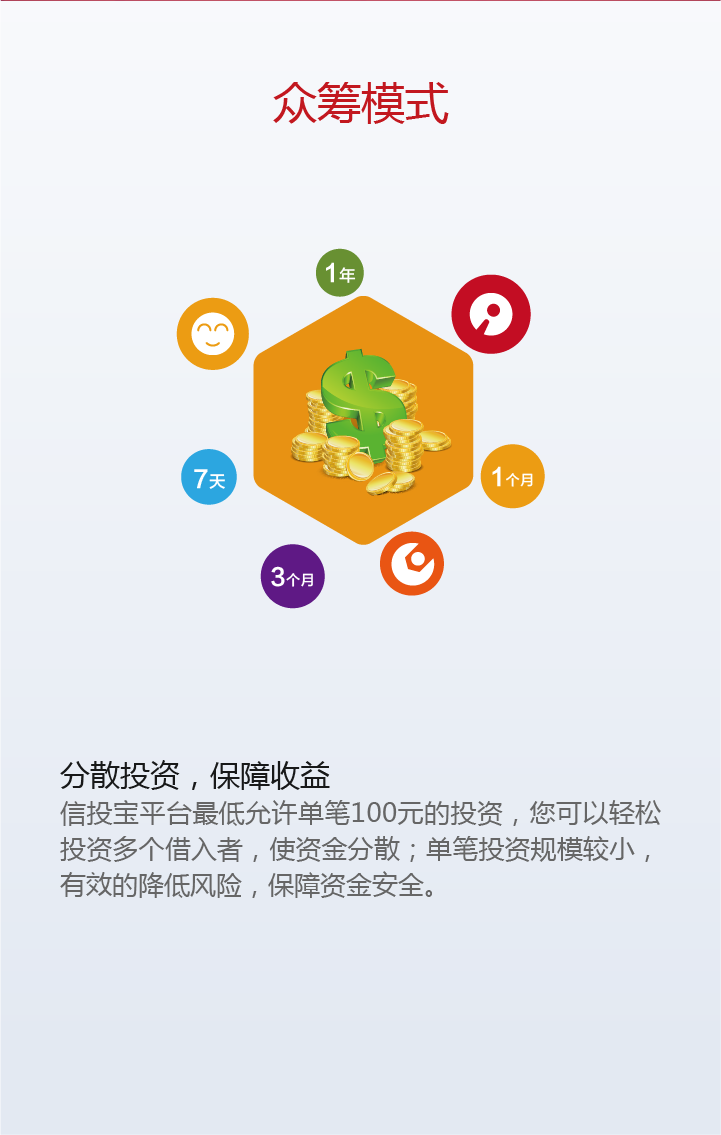 众筹模式
1年
7天
1个月
3个月
分散投资，保障收益
信投宝平台最低允许单笔100元的投资，您可以轻松
投资多个借入者，使资金分散；单笔投资规模较小，
有效的降低风险，保障资金安全。